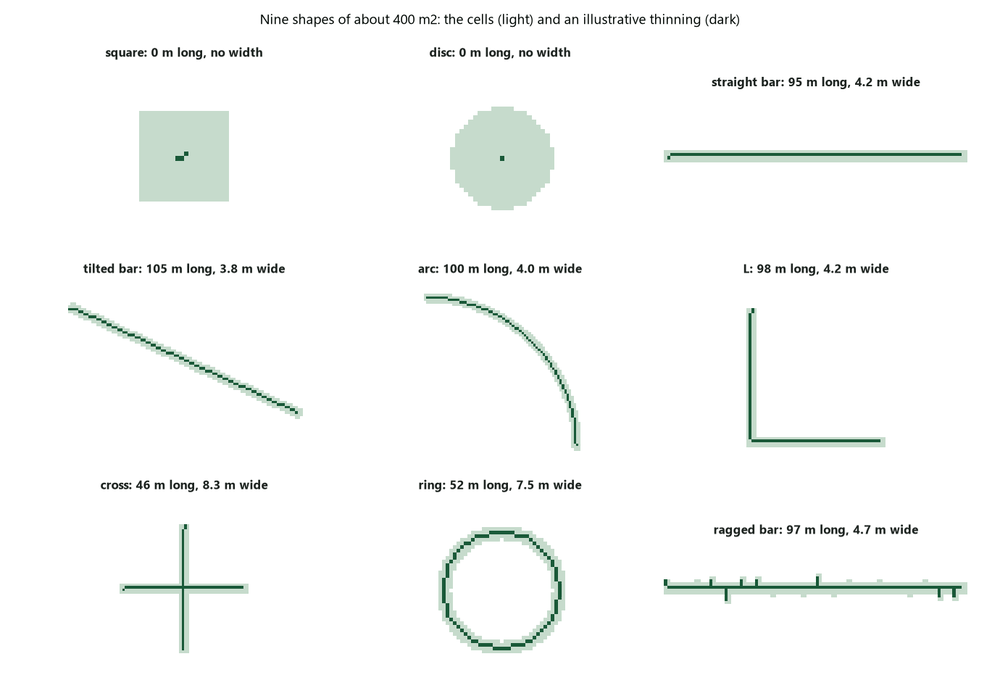 Nine shapes of about 400 m2: the cells (light) and an illustrative thinning (dark)
square: 0 m long, no width
disc: 0 m long, no width
straight bar: 95 m long, 4.2 m wide
tilted bar: 105 m long, 3.8 m wide
arc: 100 m long, 4.0 m wide
L: 98 m long, 4.2 m wide
cross: 46 m long, 8.3 m wide
ring: 52 m long, 7.5 m wide
ragged bar: 97 m long, 4.7 m wide